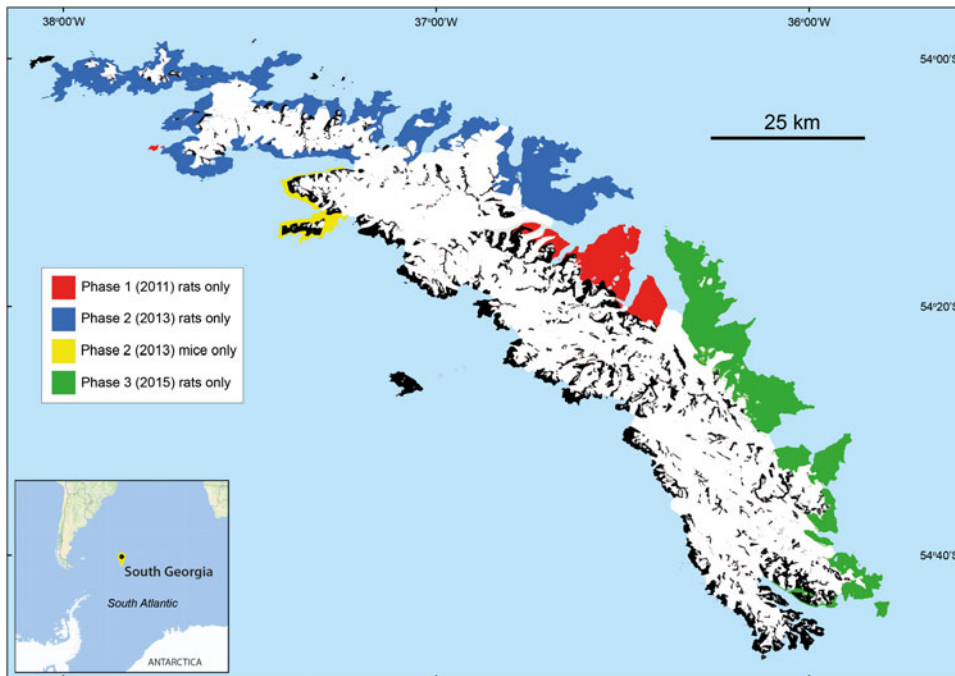 38°00'W
37°00'W
36°00'W
54°00'S
25 km
54°20'S
Phase 1 (2011) rats only
Phase 2 (2013) rats only
Phase 2 (2013) mice only
Phase 3 (2015) rats only
54°40'S
South Georgia
South Atlantic
ANTARCTICA